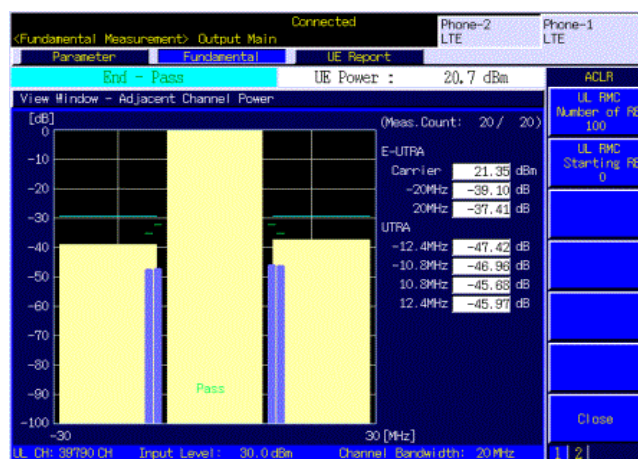 Connected
Phone-2
LTE
Phone-1
LTE
<Fundamental Measurement> Output Main
Parameter Fundamental UE Report
End - Pass UE Power : 20.7 dBm
ACLR
View Window - Adjacent Channel Power
UL RMC
Number of RB
100
UL RMC
Starting RB
0
Close
1 2
[dB]
(Meas.Count: 20/ 20)
0
-10
-20
-30
-40
-50
-60
-70
-80
-90
-100
E-UTRA
Carrier 21.35 dBm
-20MHz -39.10 dB
20MHz -37.41 dB
UTRA
-12.4MHz -47.42 dB
-10.8MHz -46.96 dB
10.8MHz -45.68 dB
12.4MHz -45.97 dB
Pass
-30
30 [MHz]
UL CH: 39790 CH Input Level: 30.0 dBm Channel Bandwidth: 20 MHz